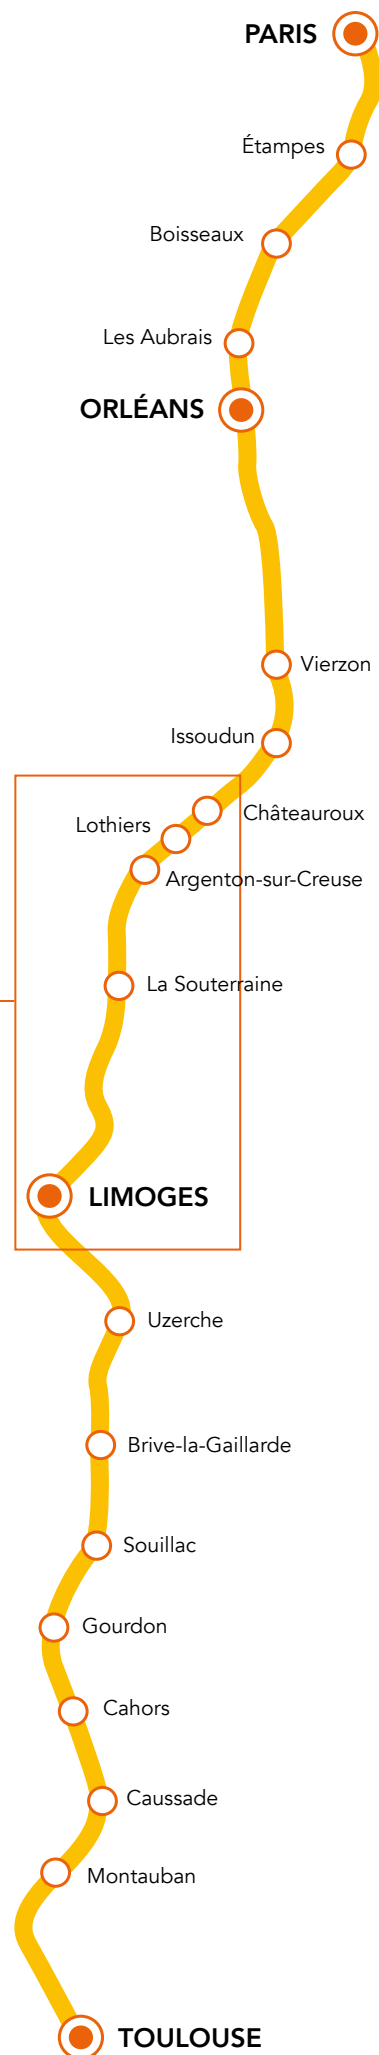 PARIS
Étampes
Boisseaux
Les Aubrais
ORLÉANS
Vierzon
Issoudun
Châteauroux
Lothiers
Argenton-sur-Creuse
La Souterraine
LIMOGES
Uzerche
Brive-la-Gaillarde
Souillac
Gourdon
Cahors
Caussade
Montauban
TOULOUSE